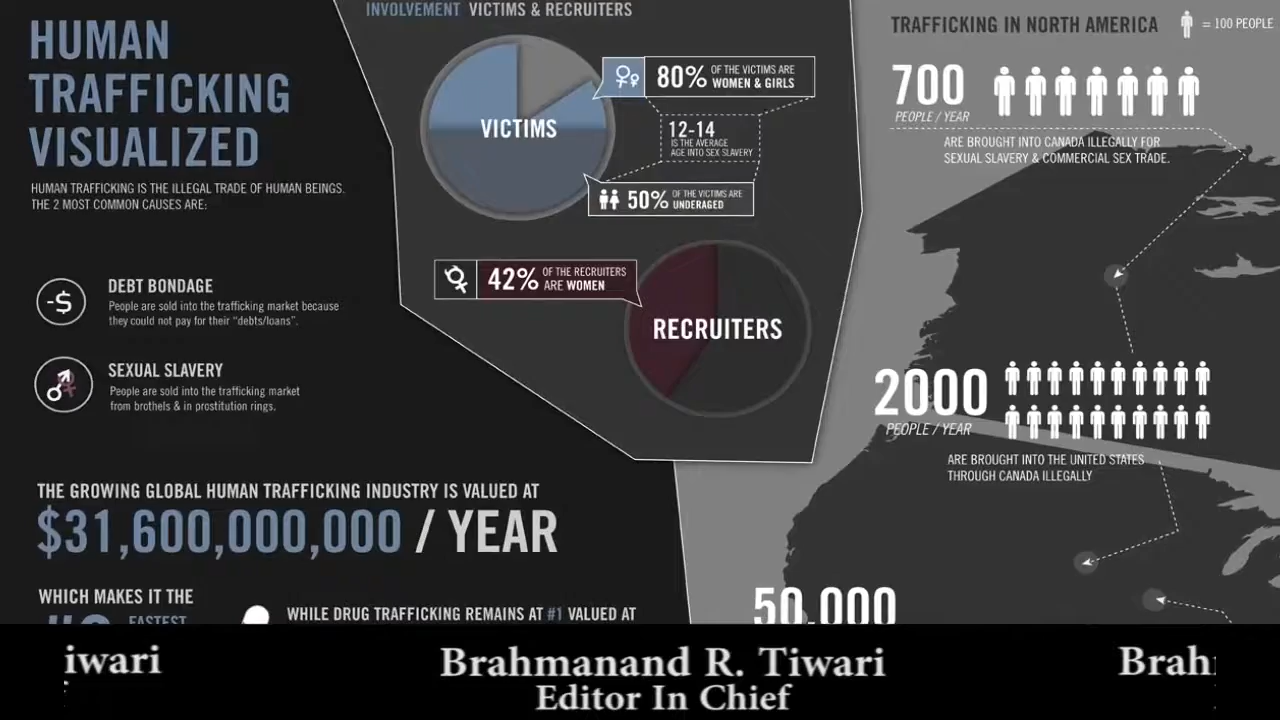 HUMAN
TRAFFICKING
VISUALIZED
HUMAN TRAFFICKING IS THE ILLEGAL TRADE OF HUMAN BEINGS.
THE 2 MOST COMMON CAUSES ARE:
-$
DEBT BONDAGE
People are sold into the trafficking market because
they could not pay for their "debts/loans".
SEXUAL SLAVERY
People are sold into the trafficking market
from brothels & in prostitution rings.
THE GROWING GLOBAL HUMAN TRAFFICKING INDUSTRY IS VALUED AT
$31,600,000,000 / YEAR
WHICH MAKES IT THE
FASTEST
WHILE DRUG TRAFFICKING REMAINS AT #1 VALUED AT
INVOLVEMENT VICTIMS & RECRUITERS
VICTIMS
80% OF THE VICTIMS ARE
WOMEN & GIRLS
12-14
IS THE AVERAGE
AGE INTO SEX SLAVERY
50% OF THE VICTIMS ARE
UNDERAGED
42% OF THE RECRUITERS
ARE WOMEN
RECRUITERS
TRAFFICKING IN NORTH AMERICA
= 100 PEOPLE
700
PEOPLE / YEAR
ARE BROUGHT INTO CANADA ILLEGALLY FOR
SEXUAL SLAVERY & COMMERCIAL SEX TRADE.
2000
PEOPLE / YEAR
ARE BROUGHT INTO THE UNITED STATES
THROUGH CANADA ILLEGALLY
50,000
iwari
Brahmanand R. Tiwari
Editor In Chief
Brah